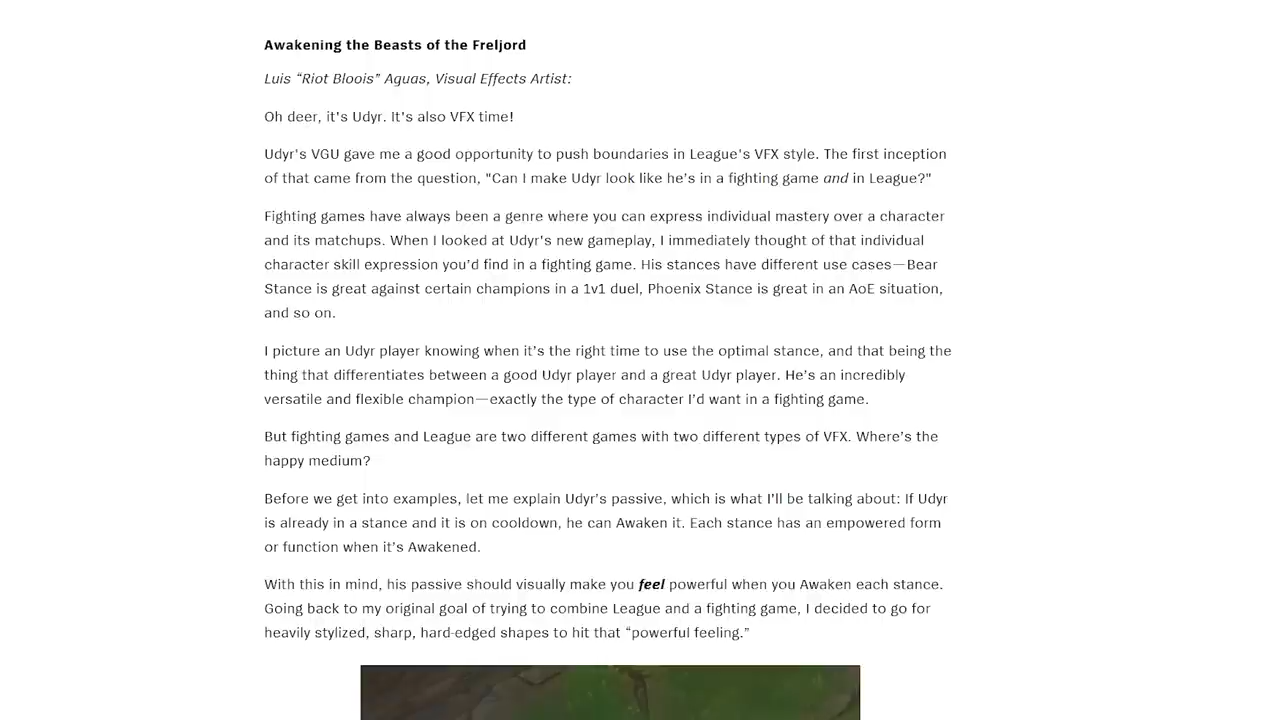 Awakening the Beasts of the Freljord
Luis “Riot Bloois” Aguas, Visual Effects Artist:
Oh deer, it's Udyr. It's also VFX time!
Udyr's VGU gave me a good opportunity to push boundaries in League's VFX style. The first inception
of that came from the question, "Can I make Udyr look like he’s in a fighting game and in League?"
Fighting games have always been a genre where you can express individual mastery over a character
and its matchups. When I looked at Udyr's new gameplay, I immediately thought of that individual
character skill expression you’d find in a fighting game. His stances have different use cases—Bear
Stance is great against certain champions in a 1v1 duel, Phoenix Stance is great in an AoE situation,
and so on.
I picture an Udyr player knowing when it’s the right time to use the optimal stance, and that being the
thing that differentiates between a good Udyr player and a great Udyr player. He’s an incredibly
versatile and flexible champion—exactly the type of character I’d want in a fighting game.
But fighting games and League are two different games with two different types of VFX. Where’s the
happy medium?
Before we get into examples, let me explain Udyr’s passive, which is what I’ll be talking about: If Udyr
is already in a stance and it is on cooldown, he can Awaken it. Each stance has an empowered form
or function when it’s Awakened.
With this in mind, his passive should visually make you feel powerful when you Awaken each stance.
Going back to my original goal of trying to combine League and a fighting game, I decided to go for
heavily stylized, sharp, hard-edged shapes to hit that “powerful feeling.”